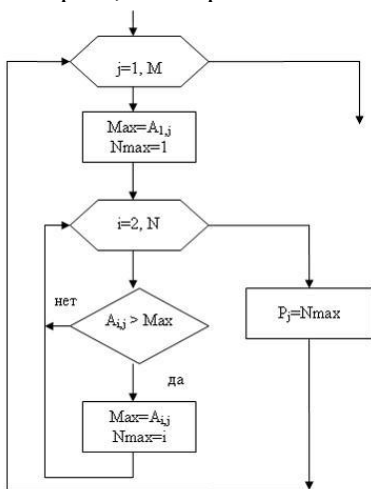 j=1, M
Max=A1,j
Nmax=1
i=2, N
нет
Ai,j > Max
Pj=Nmax
да
Max=Ai,j
Nmax=i